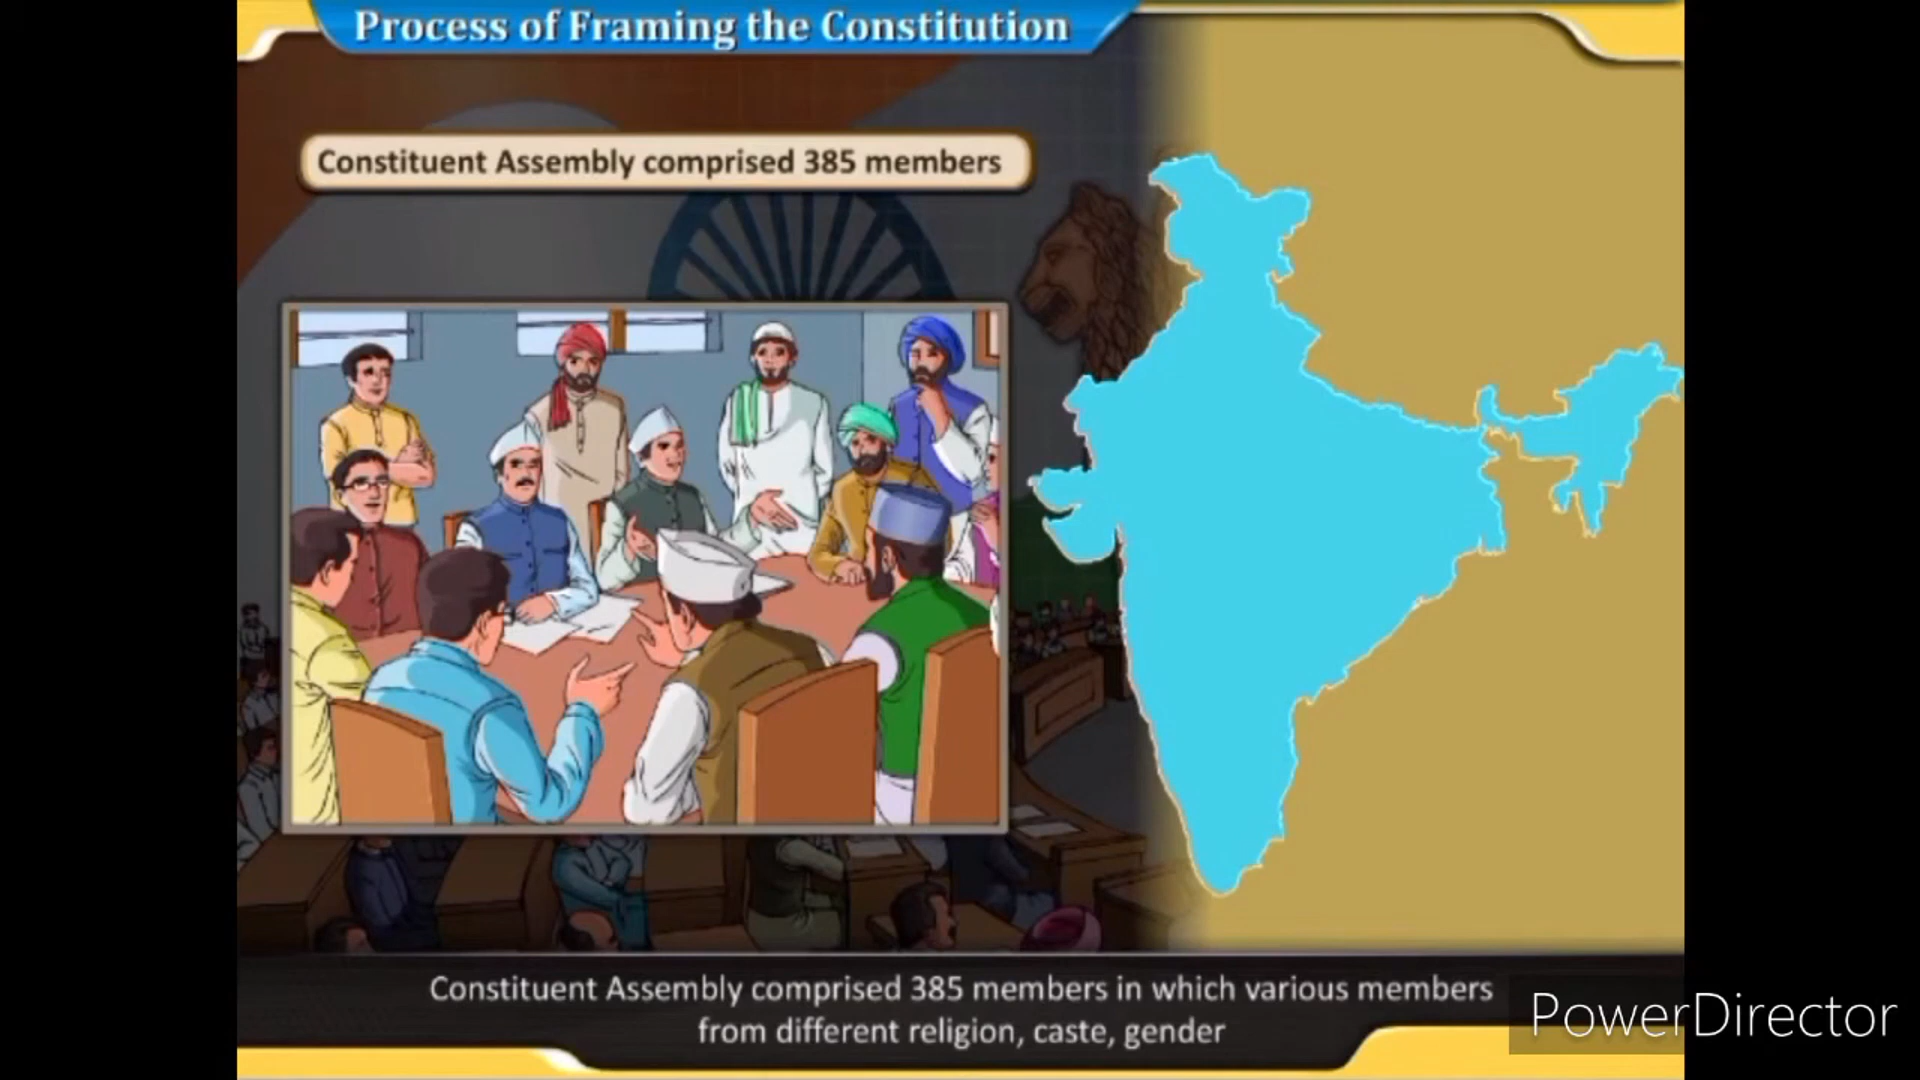 Process of Framing the Constitution
Constituent Assembly comprised 385 members
Constituent Assembly comprised 385 members in which various members
from different religion, caste, gender
PowerDirector